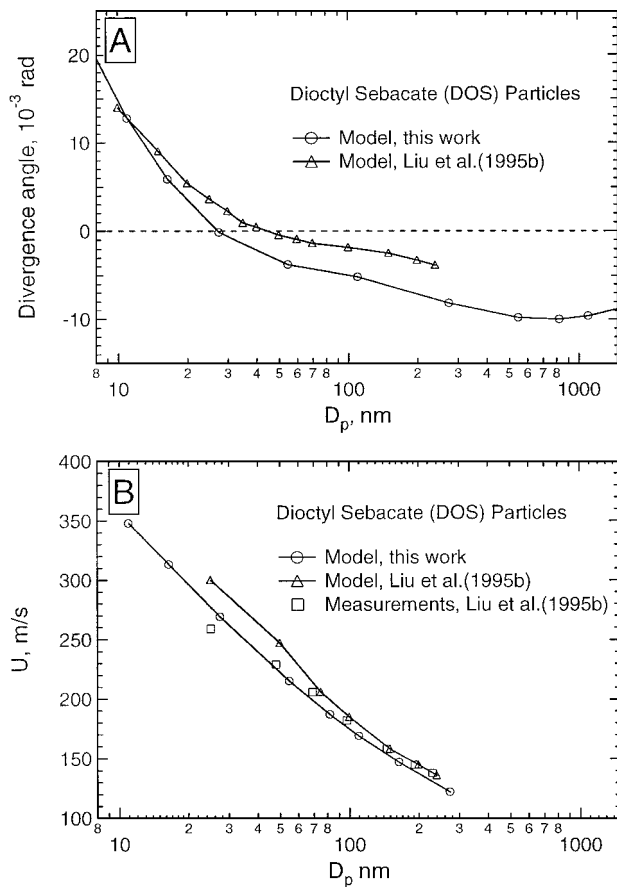 A
20
10
0
-10
Divergence angle, 10⁻³ rad
Dioctyl Sebacate (DOS) Particles
Model, this work
Model, Liu et al.(1995b)
8 10 2 3 4 5 6 7 8 100 2 3 4 5 6 7 8 1000
Dₚ, nm
B
400
350
300
250
200
150
100
U, m/s
Dioctyl Sebacate (DOS) Particles
Model, this work
Model, Liu et al.(1995b)
Measurements, Liu et al.(1995b)
8 10 2 3 4 5 6 7 8 100 2 3 4 5 6 7 8 1000
Dₚ nm